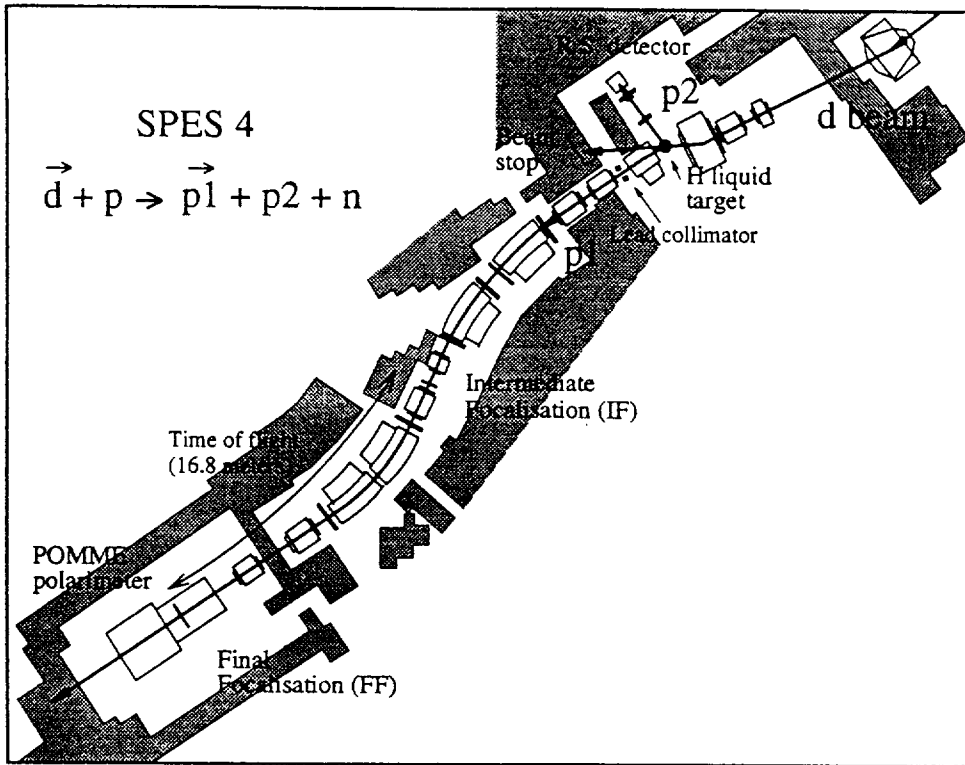 SPES 4
d + p → p1 + p2 + n
R.S. detector
p2
d beam
Beam
stop
H liquid
target
Lead collimator
p1
Intermediate
Focalisation (IF)
Time of flight
(16.8 meters)
POMME
polarimeter
Final
Focalisation (FF)